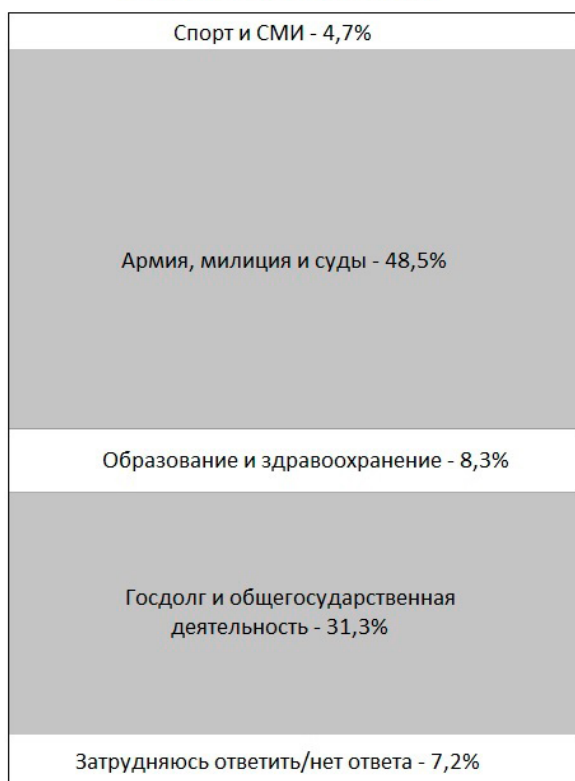 Спорт и СМИ - 4,7%
Армия, милиция и суды - 48,5%
Образование и здравоохранение - 8,3%
Госдолг и общегосударственная
деятельность - 31,3%
Затрудняюсь ответить/нет ответа - 7,2%